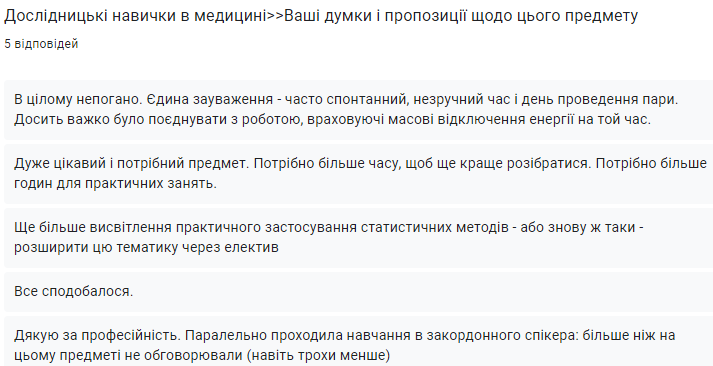 Дослідницькі навички в медицині>>Ваші думки і пропозиції щодо цього предмету
5 відповідей
В цілому непогано. Єдина зауваження - часто спонтанний, незручний час і день проведення пари.
Досить важко було поєднувати з роботою, враховуючі масові відключення енергії на той час.
Дуже цікавий і потрібний предмет. Потрібно більше часу, щоб ще краще розібратися. Потрібно більше
годин для практичних занять.
Ще більше висвітлення практичного застосування статистичних методів - або знову ж таки -
розширити цю тематику через електив
Все сподобалося.
Дякую за професійність. Паралельно проходила навчання в закордонного спікера: більше ніж на
цьому предметі не обговорювали (навіть трохи менше)